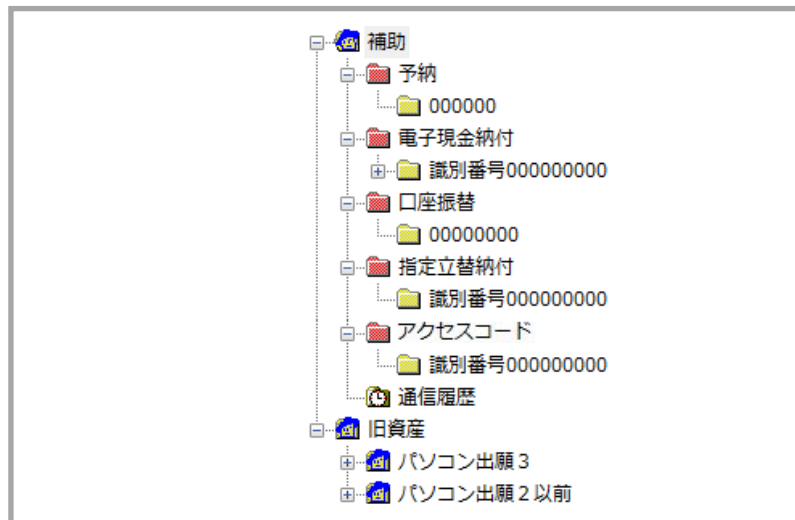 補助
予納
000000
電子現金納付
識別番号000000000
口座振替
00000000
指定立替納付
識別番号000000000
アクセスコード
識別番号000000000
通信履歴
旧資産
パソコン出願３
パソコン出願２以前